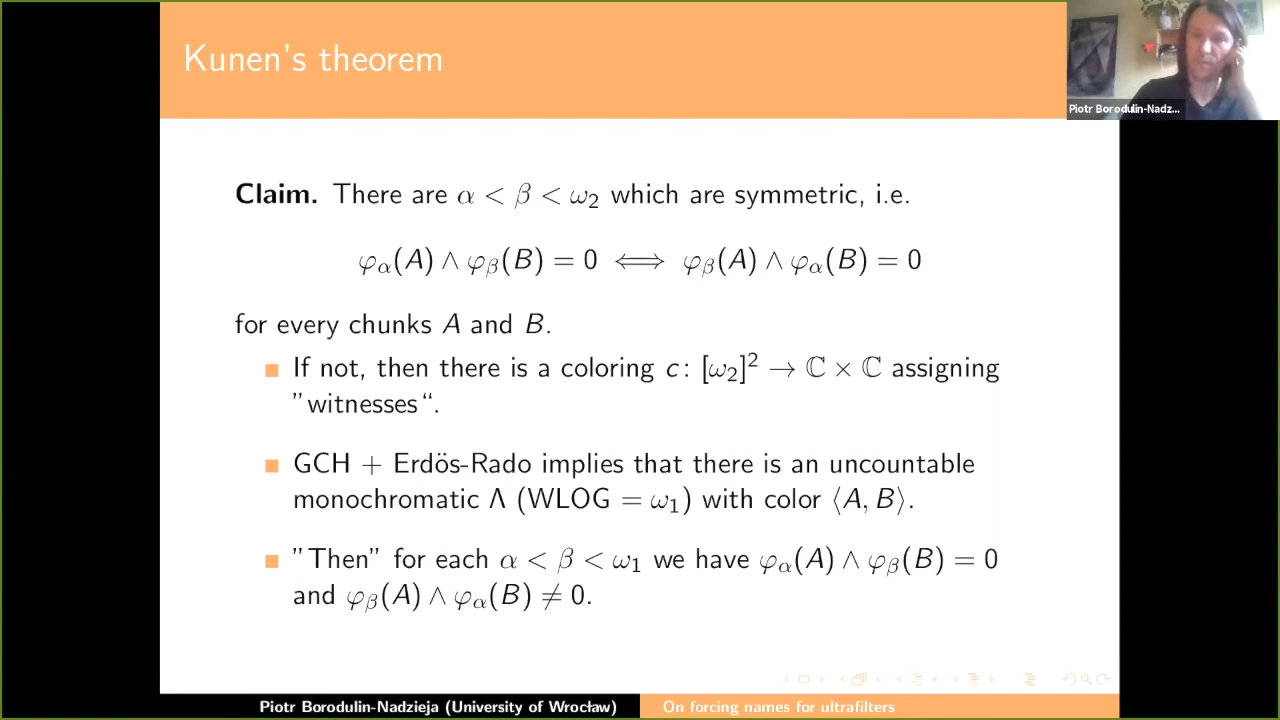 Kunen's theorem
Piotr Borodulin-Nadz...
Claim. There are α < β < ω₂ which are symmetric, i.e.
φ_α(A) ∧ φ_β(B) = 0 ⟺ φ_β(A) ∧ φ_α(B) = 0
for every chunks A and B.
If not, then there is a coloring c: [ω₂]² → ℂ × ℂ assigning
"witnesses“.
GCH + Erdös-Rado implies that there is an uncountable
monochromatic Λ (WLOG = ω₁) with color ⟨A, B⟩.
"Then" for each α < β < ω₁ we have φ_α(A) ∧ φ_β(B) = 0
and φ_β(A) ∧ φ_α(B) ≠ 0.
Piotr Borodulin-Nadzieja (University of Wrocław)
On forcing names for ultrafilters